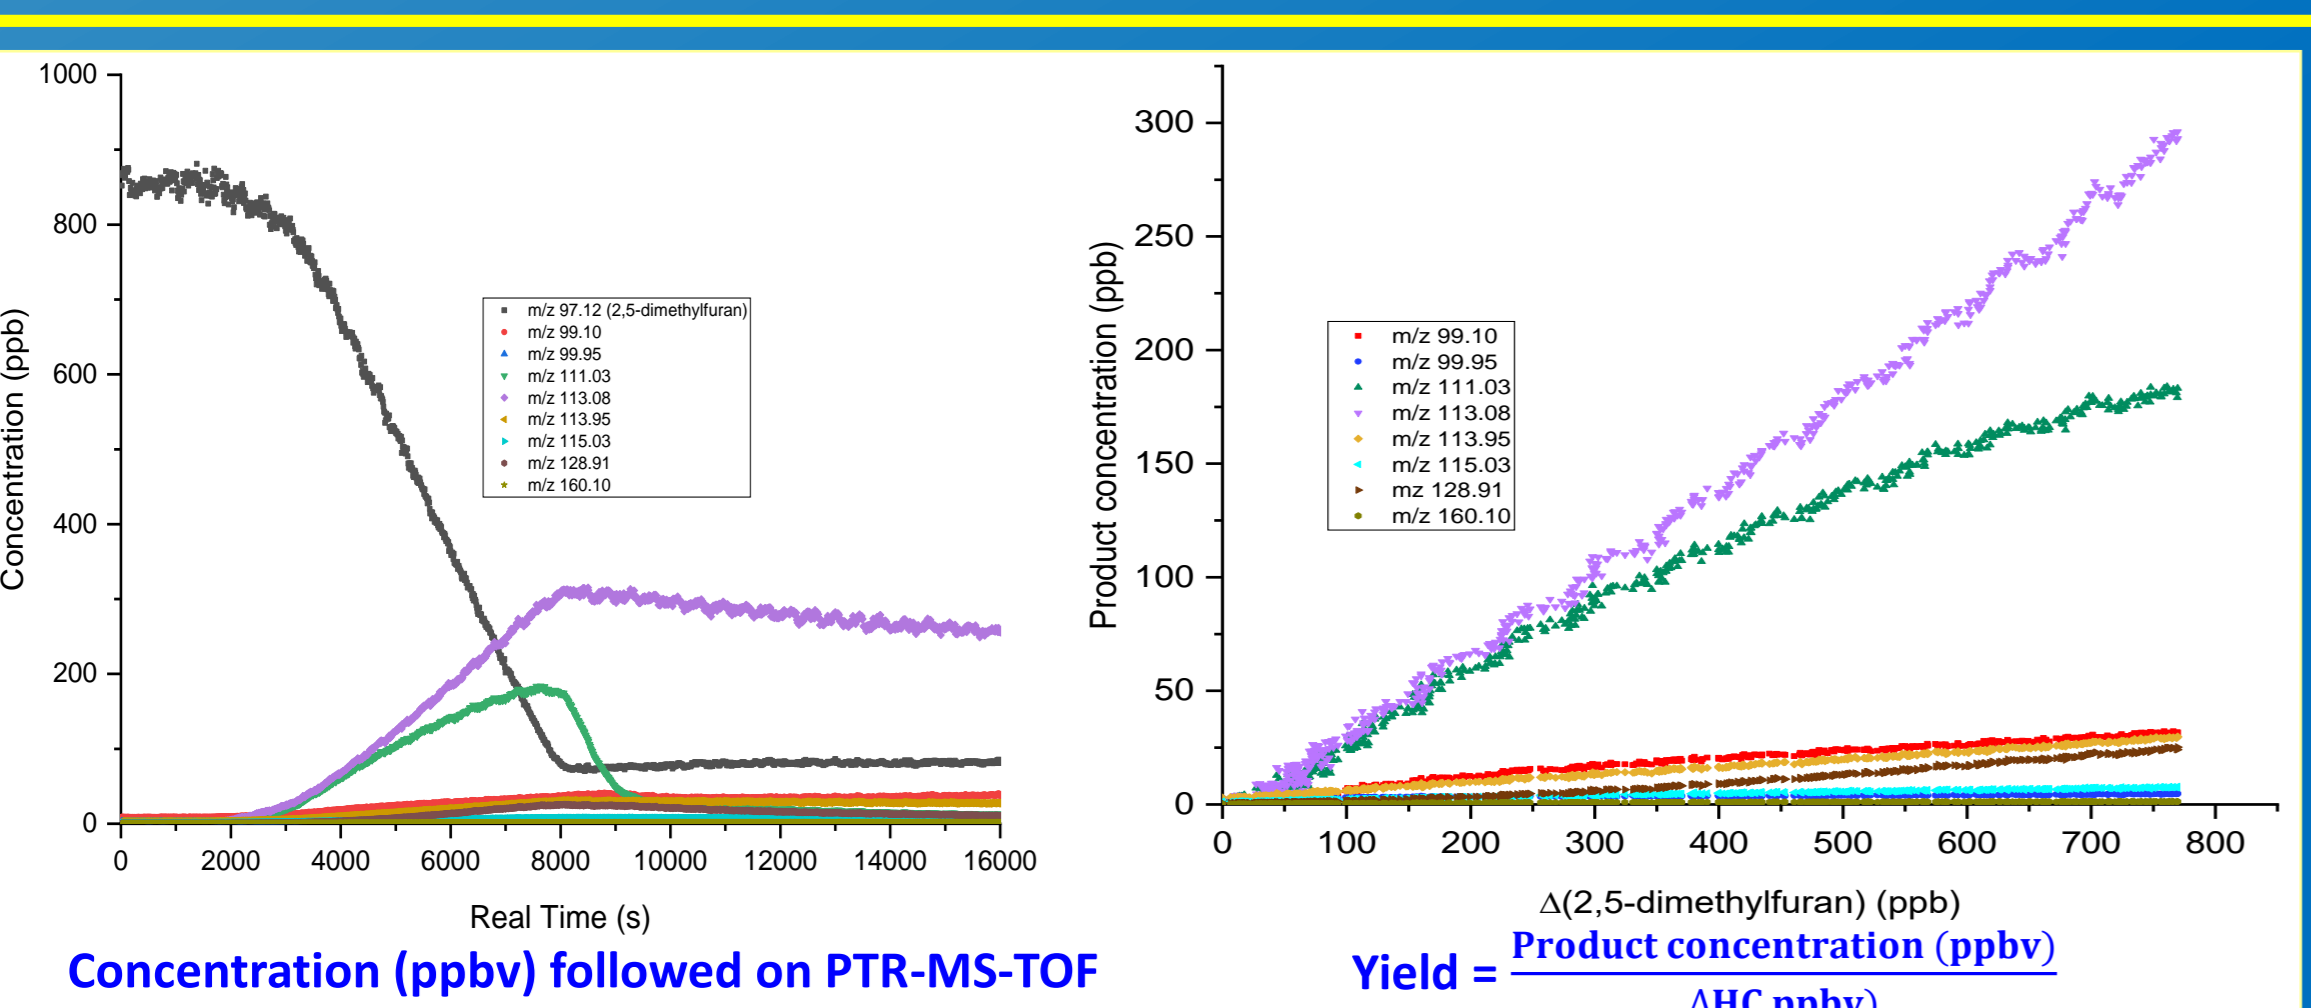 1000
800
600
400
200
0
Concentration (ppb)
m/z 97.12 (2,5-dimethylfuran)
m/z 99.10
m/z 99.95
m/z 111.03
m/z 113.08
m/z 113.95
m/z 115.03
m/z 128.91
m/z 160.10
0 2000 4000 6000 8000 10000 12000 14000 16000
Real Time (s)
Concentration (ppbv) followed on PTR-MS-TOF
300
250
200
150
100
50
0
Product concentration (ppb)
m/z 99.10
m/z 99.95
m/z 111.03
m/z 113.08
m/z 113.95
m/z 115.03
mz 128.91
m/z 160.10
0 100 200 300 400 500 600 700 800
Δ(2,5-dimethylfuran) (ppb)
Product concentration (ppbv)
Yield =
ΔHC ppbv)